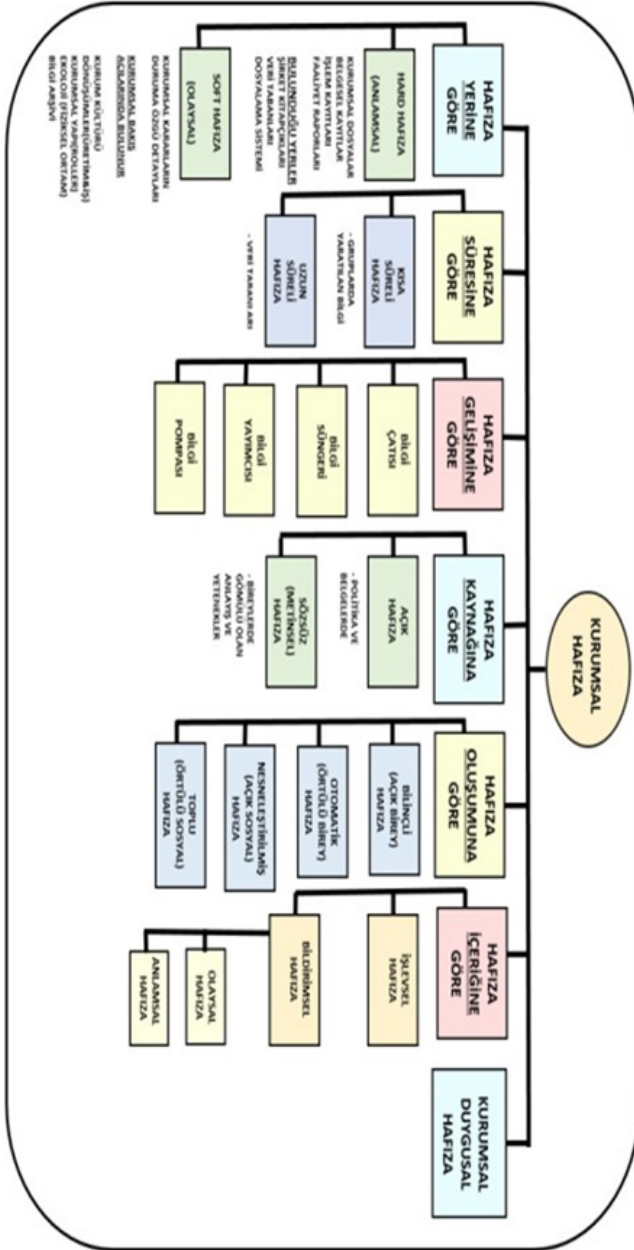 KURUMSAL
HAFIZA
HAFIZA
YERİNE
GÖRE
HARD HAFIZA
(ANLAMSAL)
KURUMSAL DOSYALAR
BELGESEL KAYITLAR
İŞLEM KAYITLARI
FAALİYET RAPORLARI
BULUNDUĞU YERLER
ŞİRKET KİTAPÇIKLARI
VERİ TABANLARI
DOSYALAMA SİSTEMİ
SOFT HAFIZA
(OLAYSAL)
KURUMSAL KARARLARIN
DURUMA ÖZGÜ DETAYLARI
KURUMSAL BAKIŞ
AÇILARINDA BULUNUR
KURUM KÜLTÜRÜ
DÖNÜŞÜMLER(ÜRETİM&İŞ)
KURUMSAL YAPI(ROLLER)
EKOLOJİ (FİZİKSEL ORTAM)
BİLGİ ARŞİVİ
HAFIZA
SÜRESİNE
GÖRE
KISA
SÜRELİ
HAFIZA
- GRUPLARDA
YARATILAN BİLGİ
UZUN
SÜRELİ
HAFIZA
- VERİ TABANLARI
HAFIZA
GELİŞİMİNE
GÖRE
BİLGİ
ÇATISI
BİLGİ
SÜNGERİ
BİLGİ
YAYIMCISI
BİLGİ
POMPASI
HAFIZA
KAYNAĞINA
GÖRE
AÇIK
HAFIZA
- POLİTİKA VE
BELGELERDE
SÖZSÜZ
(METİNSEL)
HAFIZA
- BİREYLERDE
GÖMÜLÜ OLAN
ANLAYIŞ VE
YETENEKLER
HAFIZA
OLUŞUMUNA
GÖRE
BİLİNÇLİ
(AÇIK BİREY)
HAFIZA
OTOMATİK
(ÖRTÜLÜ BİREY)
HAFIZA
NESNELEŞTİRİLMİŞ
(AÇIK SOSYAL)
HAFIZA
TOPLU
(ÖRTÜLÜ SOSYAL)
HAFIZA
HAFIZA
İÇERİĞİNE
GÖRE
İŞLEVSEL
HAFIZA
BİLDİRİMSEL
HAFIZA
OLAYSAL
HAFIZA
ANLAMSAL
HAFIZA
KURUMSAL
DUYGUSAL
HAFIZA